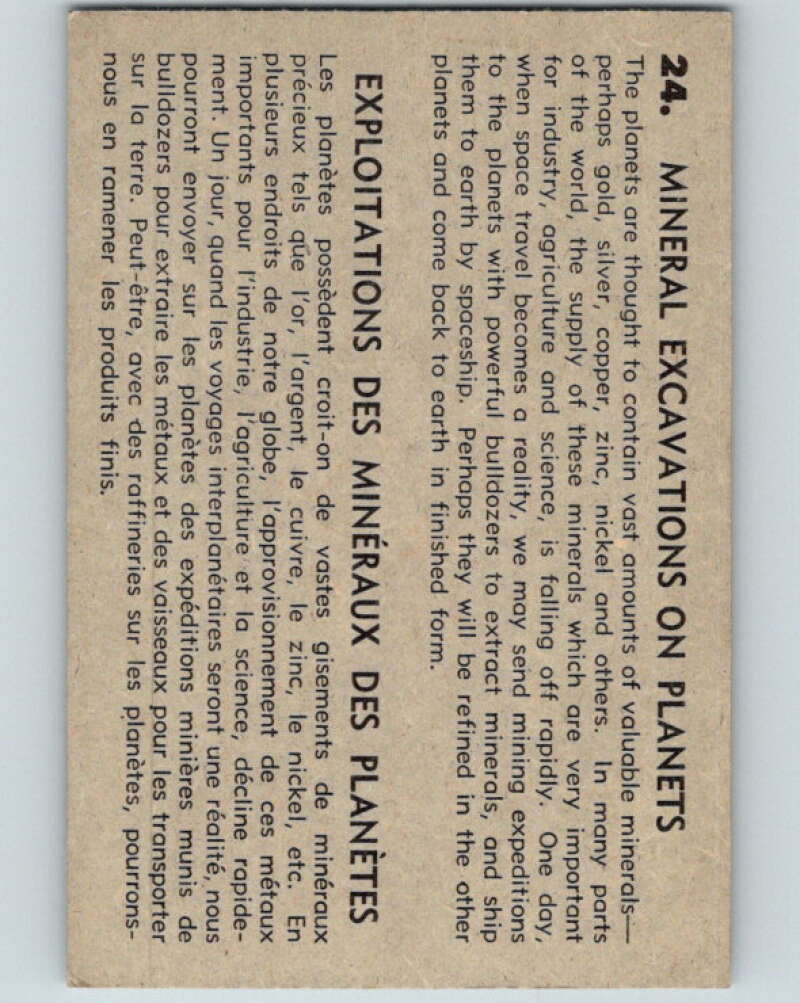 24. MINERAL EXCAVATIONS ON PLANETS
The planets are thought to contain vast amounts of valuable minerals—
perhaps gold, silver, copper, zinc, nickel and others. In many parts
of the world, the supply of these minerals which are very important
for industry, agriculture and science, is falling off rapidly. One day,
when space travel becomes a reality, we may send mining expeditions
to the planets with powerful bulldozers to extract minerals, and ship
them to earth by spaceship. Perhaps they will be refined in the other
planets and come back to earth in finished form.
EXPLOITATIONS DES MINÉRAUX DES PLANÈTES
Les planètes possèdent croit-on de vastes gisements de minéraux
précieux tels que l'or, l'argent, le cuivre, le zinc, le nickel, etc. En
plusieurs endroits de notre globe, l'approvisionnement de ces métaux
importants pour l'industrie, l'agriculture et la science, décline rapide-
ment. Un jour, quand les voyages interplanétaires seront une réalité, nous
pourront envoyer sur les planètes des expéditions minières munis de
bulldozers pour extraire les métaux et des vaisseaux pour les transporter
sur la terre. Peut-être, avec des raffineries sur les planètes, pourrons-
nous en ramener les produits finis.